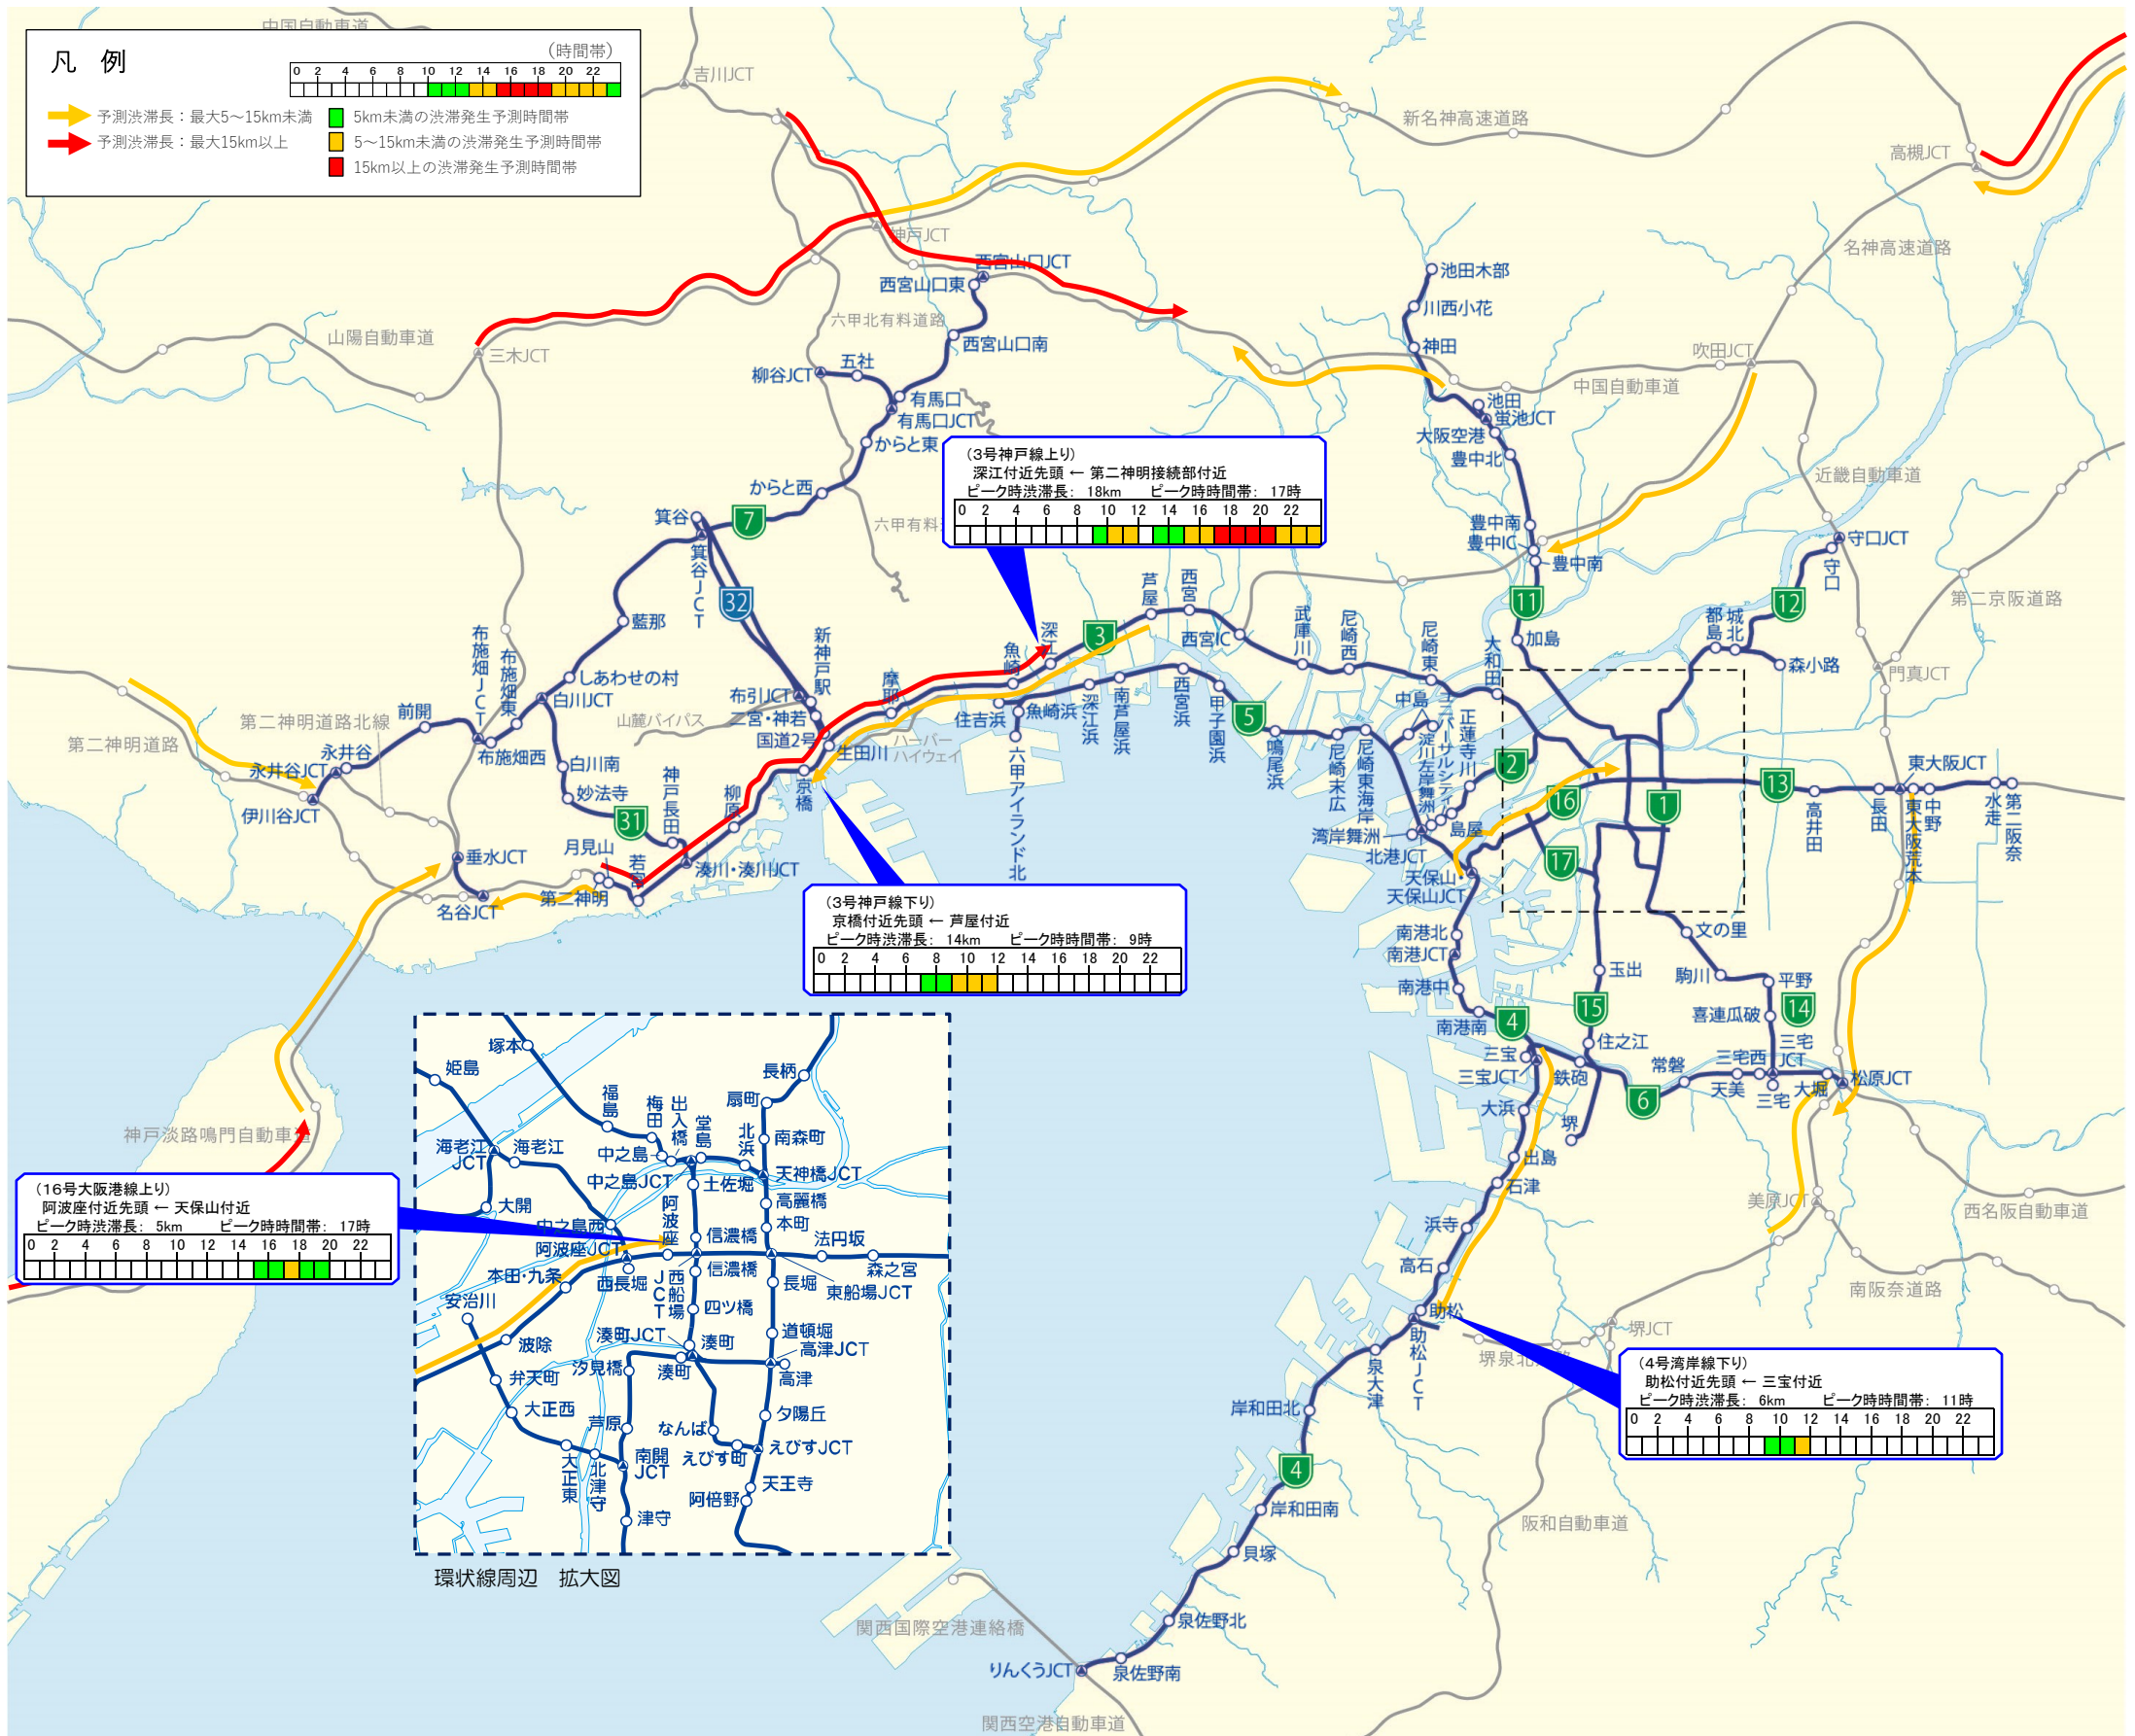 中国自動車道
凡　例
（時間帯）
0 2 4 6 8 10 12 14 16 18 20 22
予測渋滞長：最大5～15km未満
5km未満の渋滞発生予測時間帯
予測渋滞長：最大15km以上
5～15km未満の渋滞発生予測時間帯
15km以上の渋滞発生予測時間帯
吉川JCT
新名神高速道路
高槻JCT
名神高速道路
神戸JCT
西宮山口JCT
西宮山口東
池田木部
川西小花
六甲北有料道路
山陽自動車道
三木JCT
西宮山口南
神田
吹田JCT
中国自動車道
柳谷JCT
五社
有馬口
有馬口JCT
池田
蛍池JCT
大阪空港
豊中北
からと東
からと西
近畿自動車道
（3号神戸線上り）
深江付近先頭 ← 第二神明接続部付近
ピーク時渋滞長： 18km　ピーク時時間帯： 17時
0 2 4 6 8 10 12 14 16 18 20 22
箕谷
7
六甲有料
豊中南
豊中IC
豊中南
守口JCT
守口
箕谷JCT
32
11
12
第二京阪道路
藍那
芦屋
西宮
3
西宮IC
武庫川
尼崎西
尼崎東
大和田
加島
都島
城北
森小路
門真JCT
布施畑JCT
布施畑東
しあわせの村
白川JCT
新神戸駅
布引JCT
二宮・神若
国道2号
生田川
摩耶
魚崎
深江
山麓バイパス
ハーバー
ハイウェイ
住吉浜
魚崎浜
深江浜
南芦屋浜
西宮浜
甲子園浜
5
鳴尾浜
尼崎末広
尼崎東海岸
中島
ユニバーサルシティ
淀川左岸舞洲
正蓮寺川
2
第二神明道路
第二神明道路北線
前開
永井谷
永井谷JCT
伊川谷JCT
布施畑西
白川南
妙法寺
31
神戸長田
柳原
京橋
六甲アイランド北
湾岸舞洲
北港JCT
島屋
16
1
13
高井田
長田
東大阪JCT
東大阪荒本
中野
水走
第二阪奈
月見山
若宮
湊川・湊川JCT
垂水JCT
名谷JCT
第二神明
天保山・
天保山JCT
17
（3号神戸線下り）
京橋付近先頭 ← 芦屋付近
ピーク時渋滞長： 14km　ピーク時時間帯： 9時
0 2 4 6 8 10 12 14 16 18 20 22
南港北
南港JCT
南港中
南港南
4
文の里
玉出
駒川
平野
15
喜連瓜破
14
三宝
三宝JCT
鉄砲
住之江
常磐
三宅西
三宅
JCT
天美
三宅
大堀
松原JCT
6
大浜
堺
出島
石津
浜寺
高石
助松
助松JCT
泉大津
美原JCT
西名阪自動車道
南阪奈道路
堺JCT
堺泉北
路
神戸淡路鳴門自動車道
（16号大阪港線上り）
阿波座付近先頭 ← 天保山付近
ピーク時渋滞長： 5km　ピーク時時間帯： 17時
0 2 4 6 8 10 12 14 16 18 20 22
塚本
姫島
長柄
福島
梅田
出入橋
堂島
北浜
扇町
南森町
海老江
JCT
海老江
中之島
中之島JCT
土佐堀
天神橋JCT
高麗橋
大開
中之島西
阿波座
本町
信濃橋
法円坂
阿波座JCT
信濃橋
森之宮
本田・九条
西長堀
西船場JCT
長堀
東船場JCT
安治川
四ツ橋
波除
湊町JCT
湊町
道頓堀
高津JCT
汐見橋
湊町
高津
弁天町
大正西
芦原
なんば
夕陽丘
えびすJCT
えびす町
大正東
北津守
南開
JCT
天王寺
阿倍野
津守
環状線周辺　拡大図
（4号湾岸線下り）
助松付近先頭 ← 三宝付近
ピーク時渋滞長： 6km　ピーク時時間帯： 11時
0 2 4 6 8 10 12 14 16 18 20 22
岸和田北
4
岸和田南
貝塚
阪和自動車道
関西国際空港連絡橋
泉佐野北
りんくうJCT
泉佐野南
関西空港自動車道